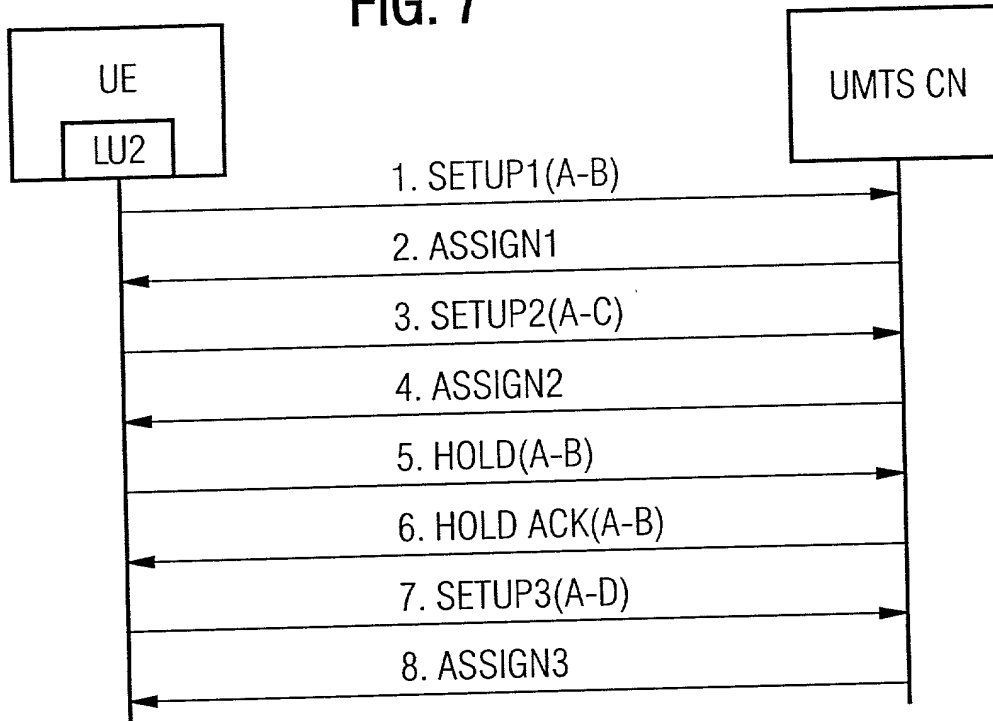 FIG. 7
UE
LU2
UMTS CN
1. SETUP1(A-B)
2. ASSIGN1
3. SETUP2(A-C)
4. ASSIGN2
5. HOLD(A-B)
6. HOLD ACK(A-B)
7. SETUP3(A-D)
8. ASSIGN3